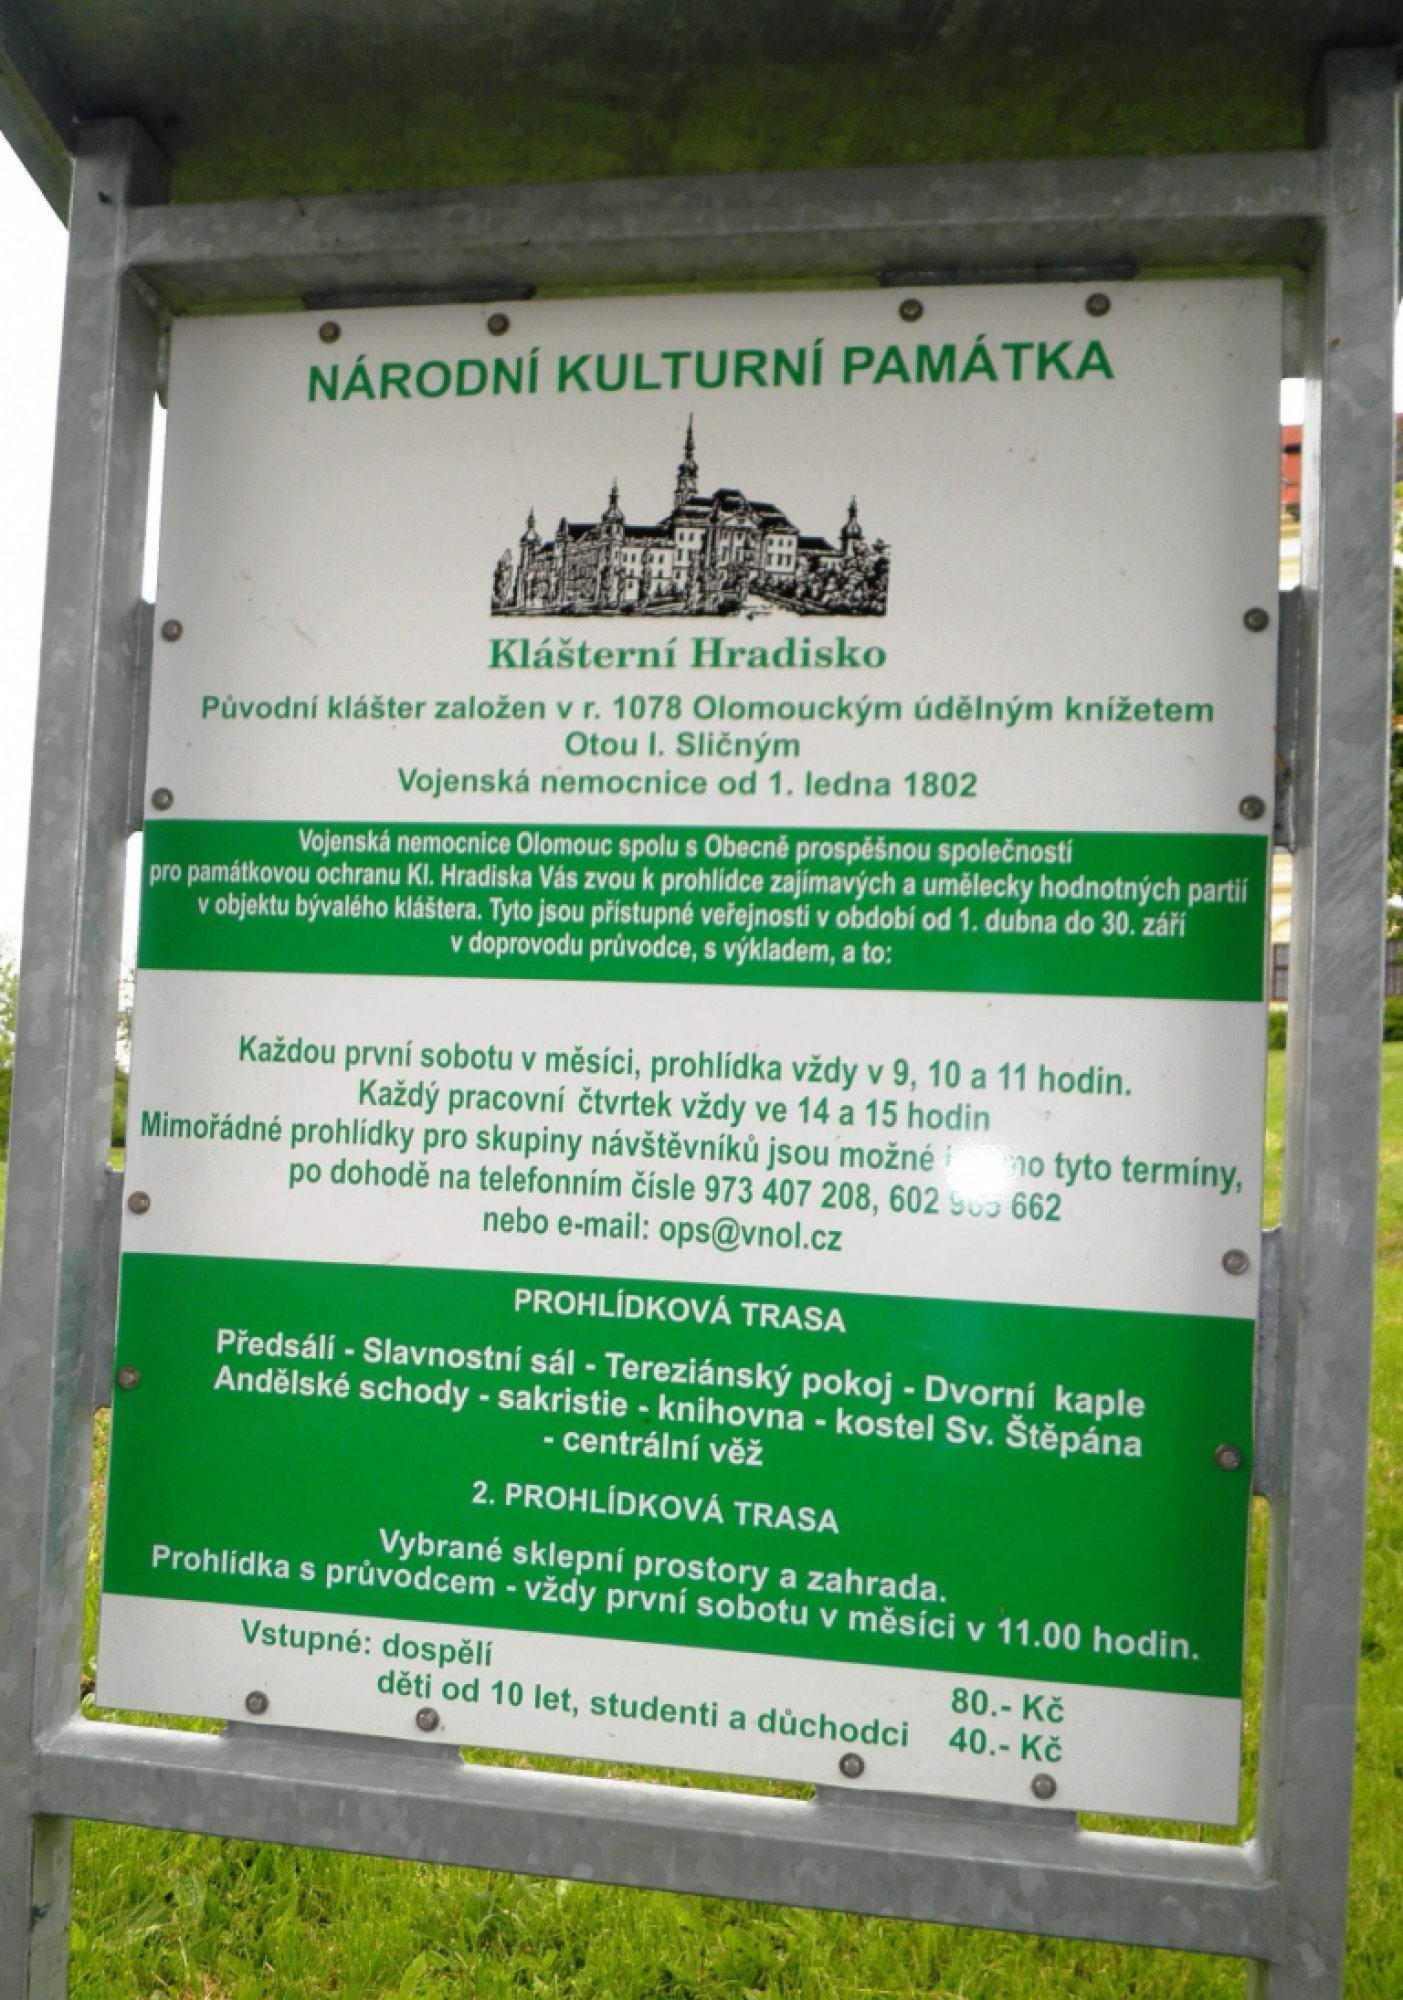 NÁRODNÍ KULTURNÍ PAMÁTKA
Klášterní Hradisko
Původní klášter založen v r. 1078 Olomouckým údělným knížetem
Otou I. Sličným
Vojenská nemocnice od 1. ledna 1802
Vojenská nemocnice Olomouc spolu s Obecně prospěšnou společností
pro památkovou ochranu Kl. Hradiska Vás zvou k prohlídce zajímavých a umělecky hodnotných partií
v objektu bývalého kláštera. Tyto jsou přístupné veřejnosti v období od 1. dubna do 30. září
v doprovodu průvodce, s výkladem, a to:
Každou první sobotu v měsíci, prohlídka vždy v 9, 10 a 11 hodin.
Každý pracovní čtvrtek vždy ve 14 a 15 hodin
Mimořádné prohlídky pro skupiny návštěvníků jsou možné tyto termíny,
po dohodě na telefonním čísle 973 407 208, 602 662
nebo e-mail: ops@vnol.cz
PROHLÍDKOVÁ TRASA
Předsálí - Slavnostní sál - Tereziánský pokoj - Dvorní kaple
Andělské schody - sakristie - knihovna - kostel Sv. Štěpána
- centrální věž
2. PROHLÍDKOVÁ TRASA
Vybrané sklepní prostory a zahrada.
Prohlídka s průvodcem - vždy první sobotu v měsíci v 11.00 hodin.
Vstupné: dospělí 80.- Kč
děti od 10 let, studenti a důchodci 40.- Kč